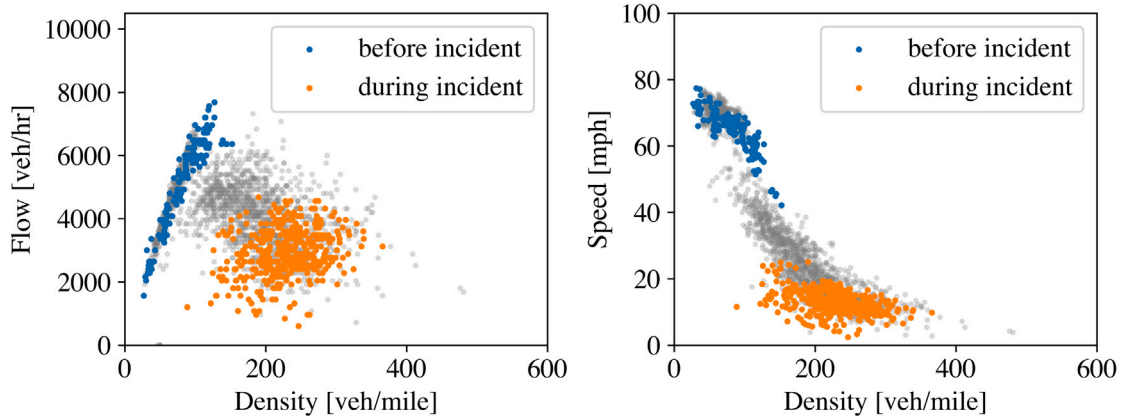 10000
8000
6000
4000
2000
0
Flow [veh/hr]
before incident
during incident
0 200 400 600
Density [veh/mile]
100
80
60
40
20
0
Speed [mph]
before incident
during incident
0 200 400 600
Density [veh/mile]